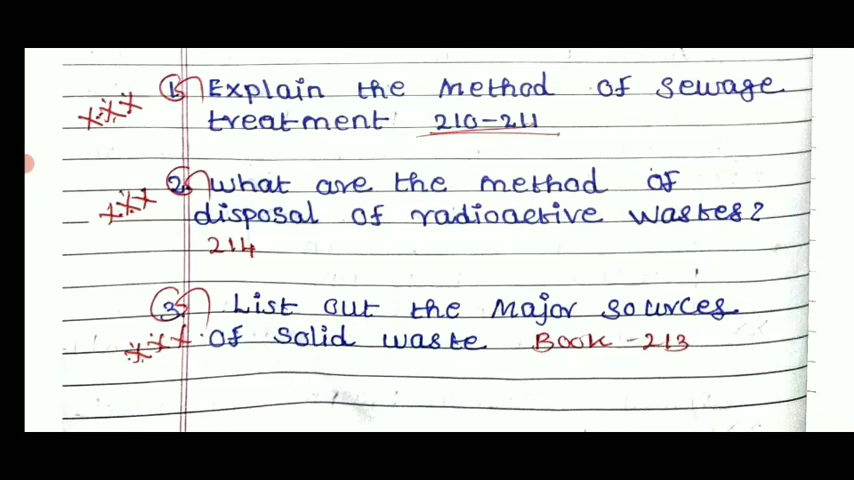 1) Explain the method of sewage
treatment 210-211
2) What are the method of
disposal of radioactive wastes?
214
3) List out the major sources
of solid waste Book - 213